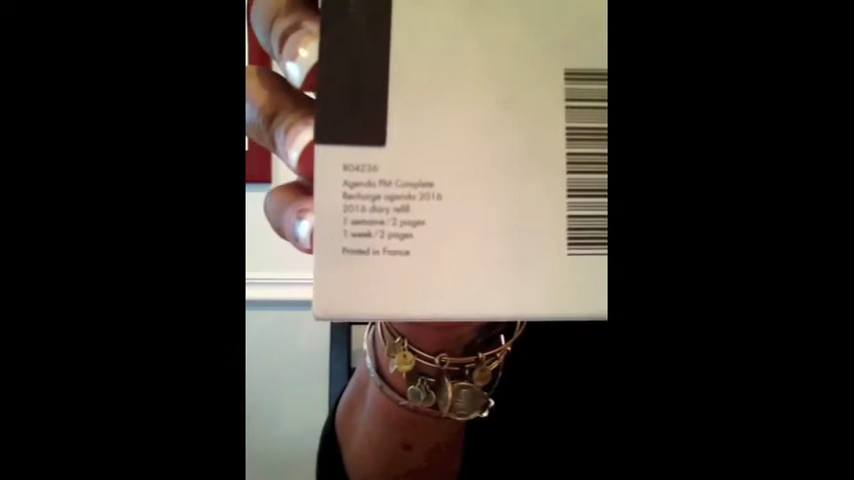 R04236
Agenda PM Complete
Recharge agenda 2016
2016 diary refill
1 semaine/2 pages
1 week/2 pages
Printed in France